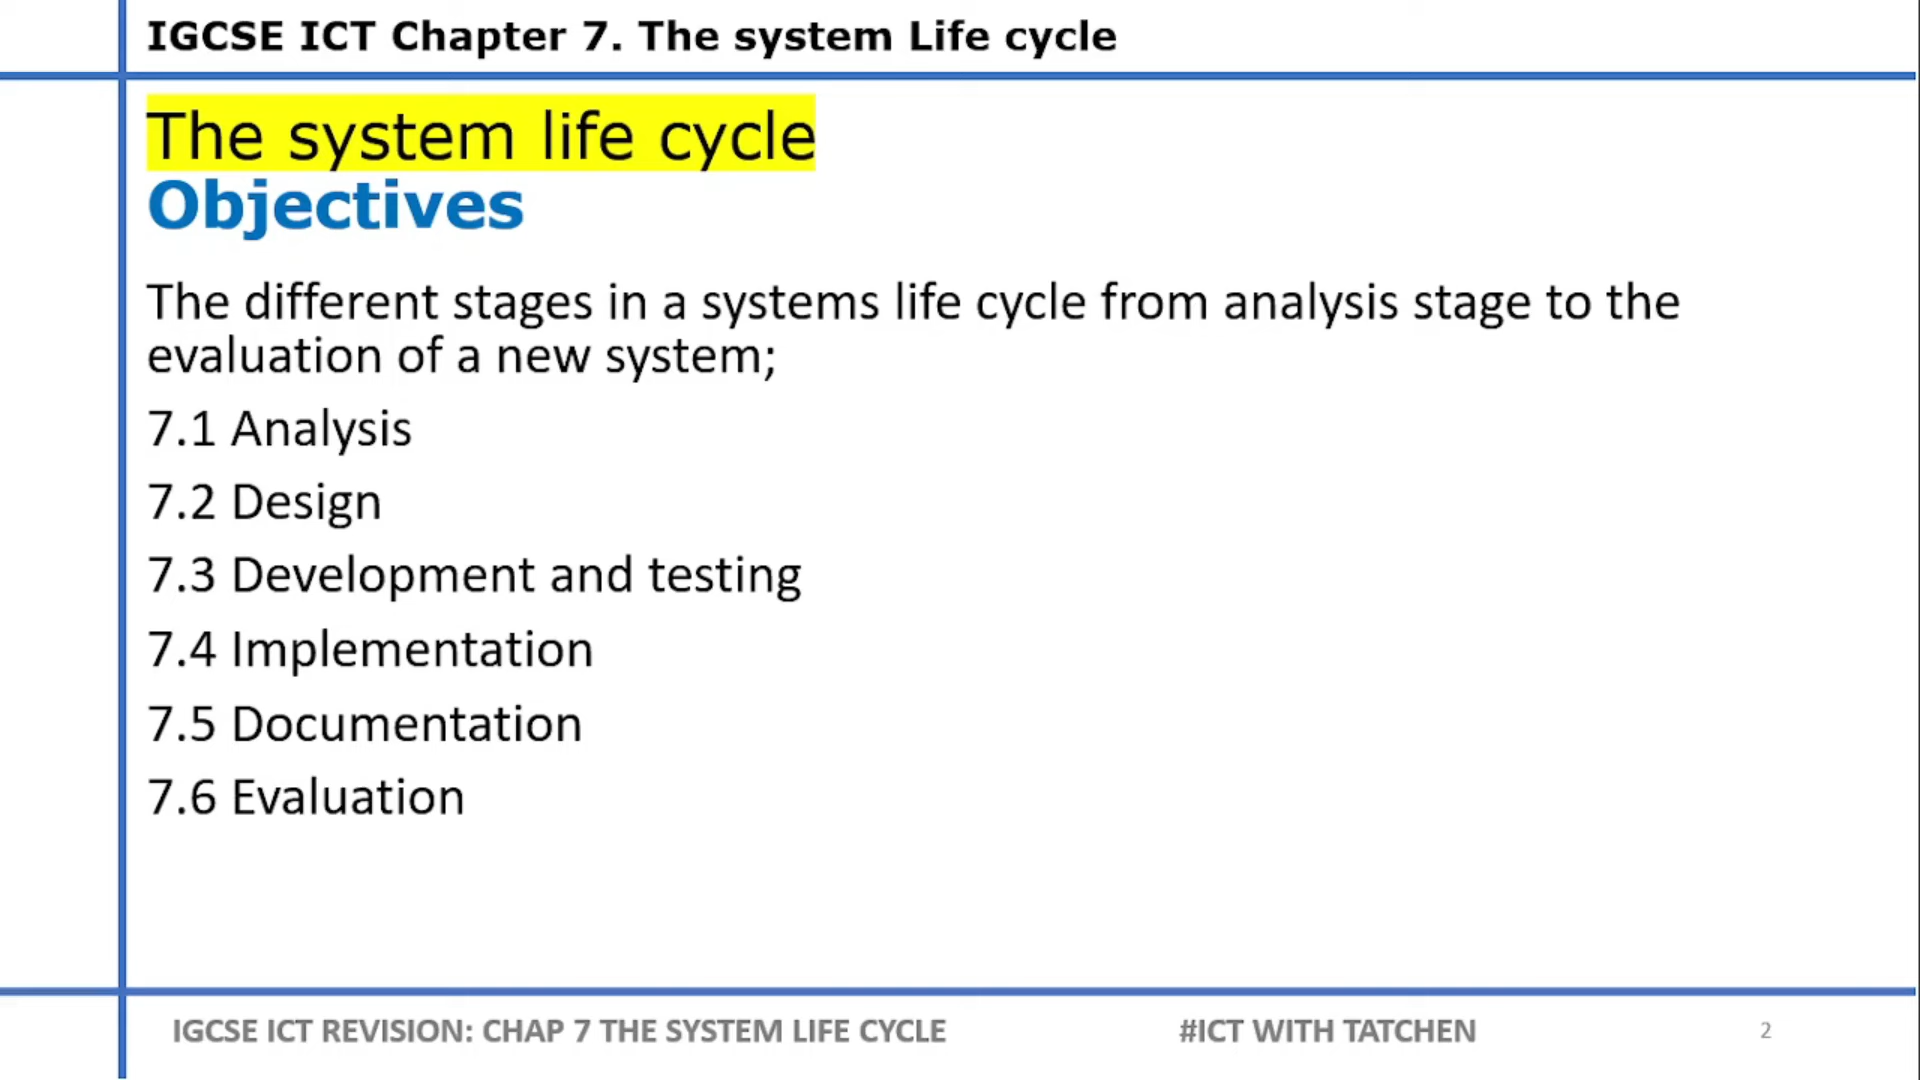 IGCSE ICT Chapter 7. The system Life cycle
The system life cycle
Objectives
The different stages in a systems life cycle from analysis stage to the
evaluation of a new system;
7.1 Analysis
7.2 Design
7.3 Development and testing
7.4 Implementation
7.5 Documentation
7.6 Evaluation
IGCSE ICT REVISION: CHAP 7 THE SYSTEM LIFE CYCLE #ICT WITH TATCHEN 2